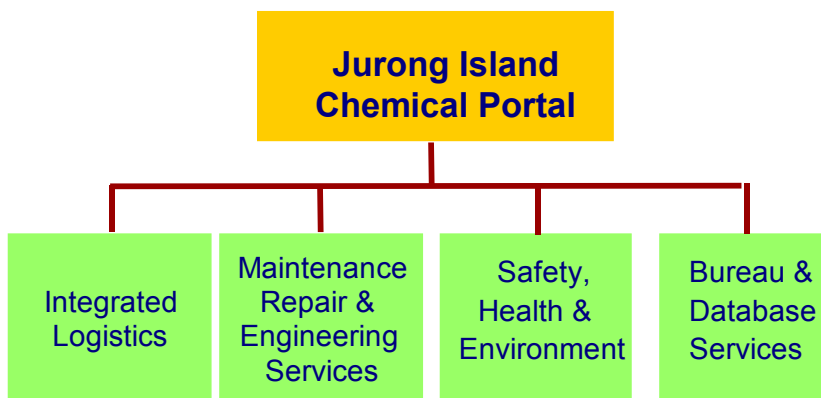 Jurong Island
Chemical Portal
Integrated
Logistics
Maintenance
Repair &
Engineering
Services
Safety,
Health &
Environment
Bureau &
Database
Services